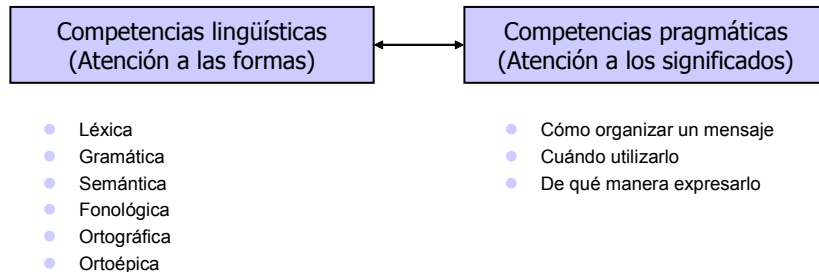 Competencias lingüísticas
(Atención a las formas)
Léxica
Gramática
Semántica
Fonológica
Ortográfica
Ortoépica
Competencias pragmáticas
(Atención a los significados)
Cómo organizar un mensaje
Cuándo utilizarlo
De qué manera expresarlo